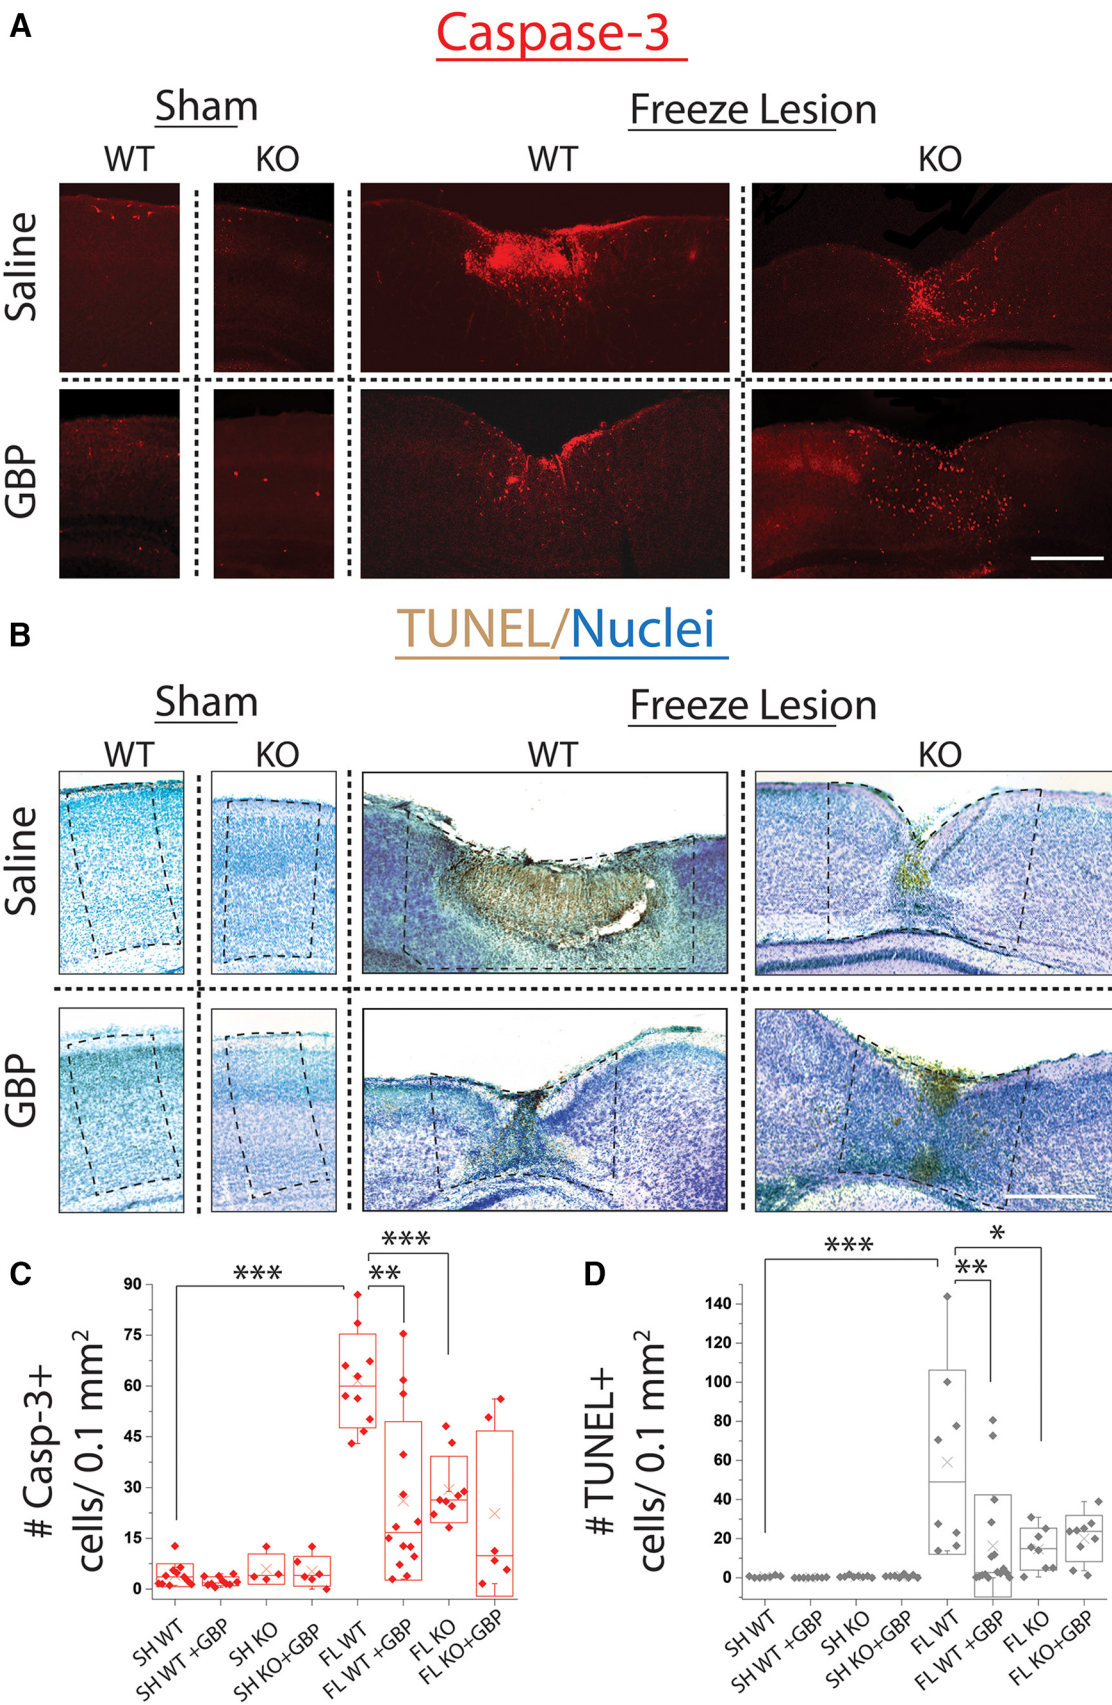 A
Caspase-3
Sham
Freeze Lesion
WT
KO
WT
KO
Saline
GBP
B
TUNEL/Nuclei
Sham
Freeze Lesion
WT
KO
WT
KO
Saline
GBP
C
# Casp-3+
cells/ 0.1 mm²
90
75
60
45
30
15
0
***
**
***
SH WT
SH WT +GBP
SH KO
SH KO+GBP
FL WT
FL WT +GBP
FL KO
FL KO+GBP
D
# TUNEL+
cells/ 0.1 mm²
140
120
100
80
60
40
20
0
***
**
*
SH WT
SH WT +GBP
SH KO
SH KO+GBP
FL WT
FL WT +GBP
FL KO
FL KO+GBP